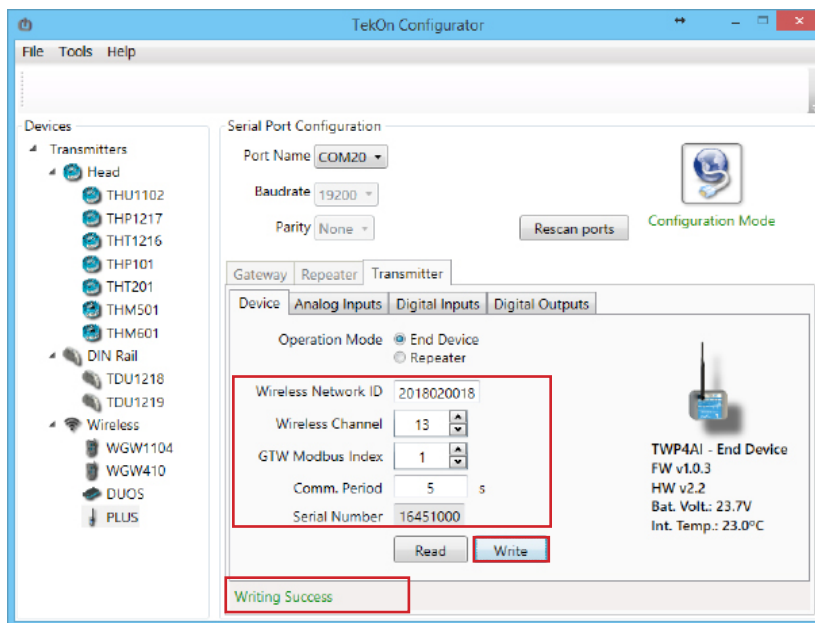 TekOn Configurator
File Tools Help
Devices
Transmitters
Head
THU1102
THP1217
THT1216
THP101
THT201
THM501
THM601
DIN Rail
TDU1218
TDU1219
Wireless
WGW1104
WGW410
DUOS
PLUS
Serial Port Configuration
Port Name COM20
Baudrate 19200
Parity None
Rescan ports
Configuration Mode
Gateway Repeater Transmitter
Device Analog Inputs Digital Inputs Digital Outputs
Operation Mode End Device
Repeater
Wireless Network ID 2018020018
Wireless Channel 13
GTW Modbus Index 1
Comm. Period 5 s
Serial Number 16451000
Read Write
TWP4AI - End Device
FW v1.0.3
HW v2.2
Bat. Volt.: 23.7V
Int. Temp.: 23.0ºC
Writing Success